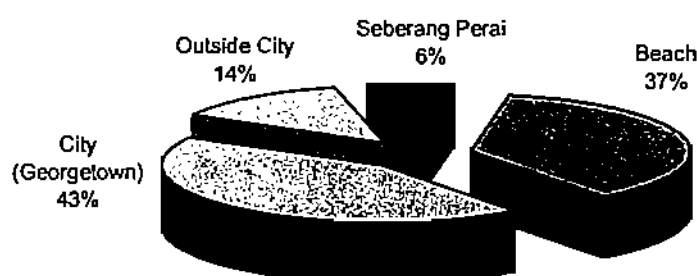 Seberang Perai
6%
Outside City
14%
Beach
37%
City
(Georgetown)
43%